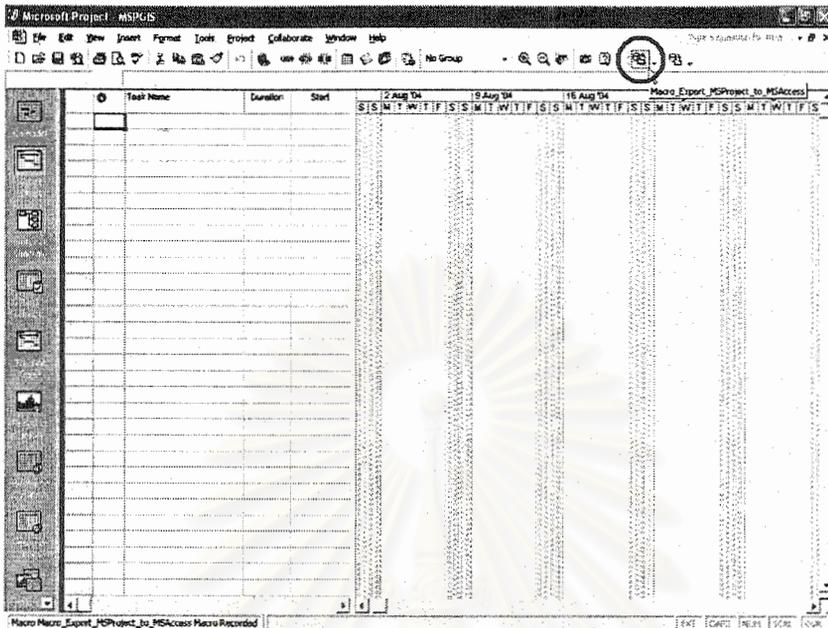 Microsoft Project - MSPGIS
File Edit View Insert Format Tools Project Collaborate Window Help
No Group
Macro_Export_MSProject_to_MSAccess
Task Name Duration Start
2 Aug '04 9 Aug '04 16 Aug '04
S S M T W T F S S M T W T F S S M T W T F S S M T W T F S
Macro Macro_Export_MSProject_to_MSAccess Macro Recorded
EXT CAPS NUM SCRL OVR